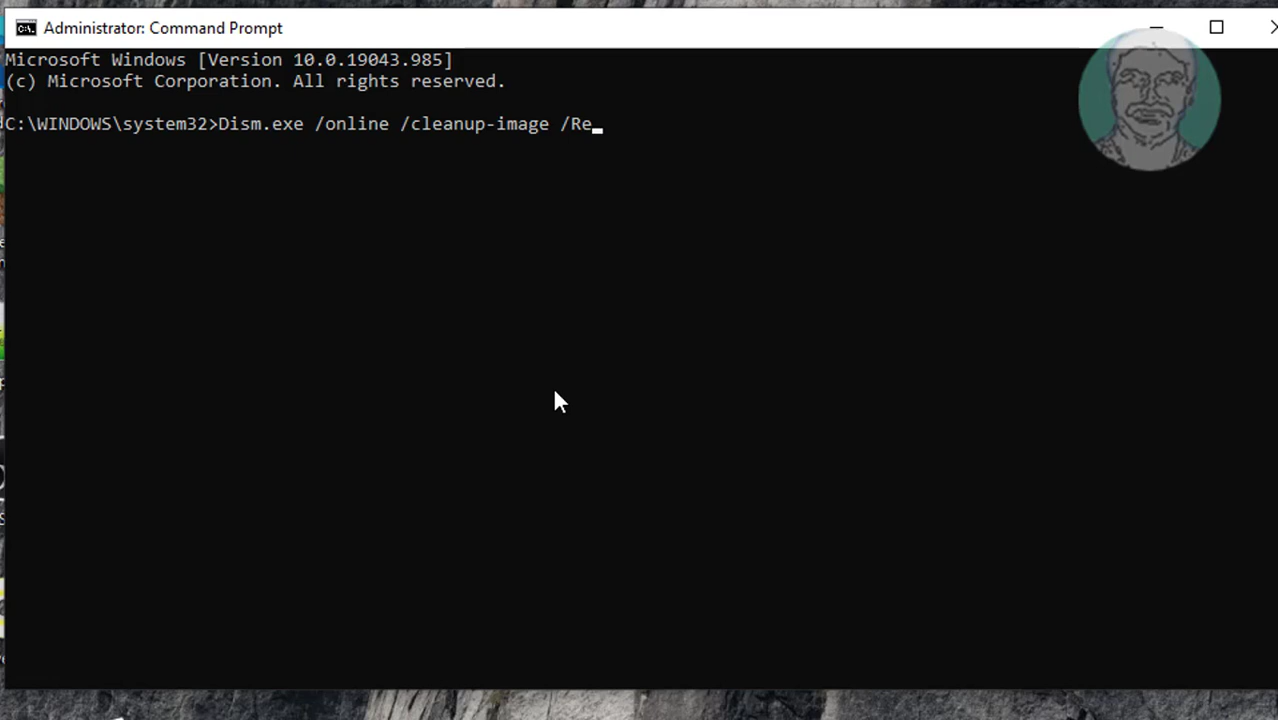 Administrator: Command Prompt
Microsoft Windows [Version 10.0.19043.985]
(c) Microsoft Corporation. All rights reserved.
C:\WINDOWS\system32>Dism.exe /online /cleanup-image /Re